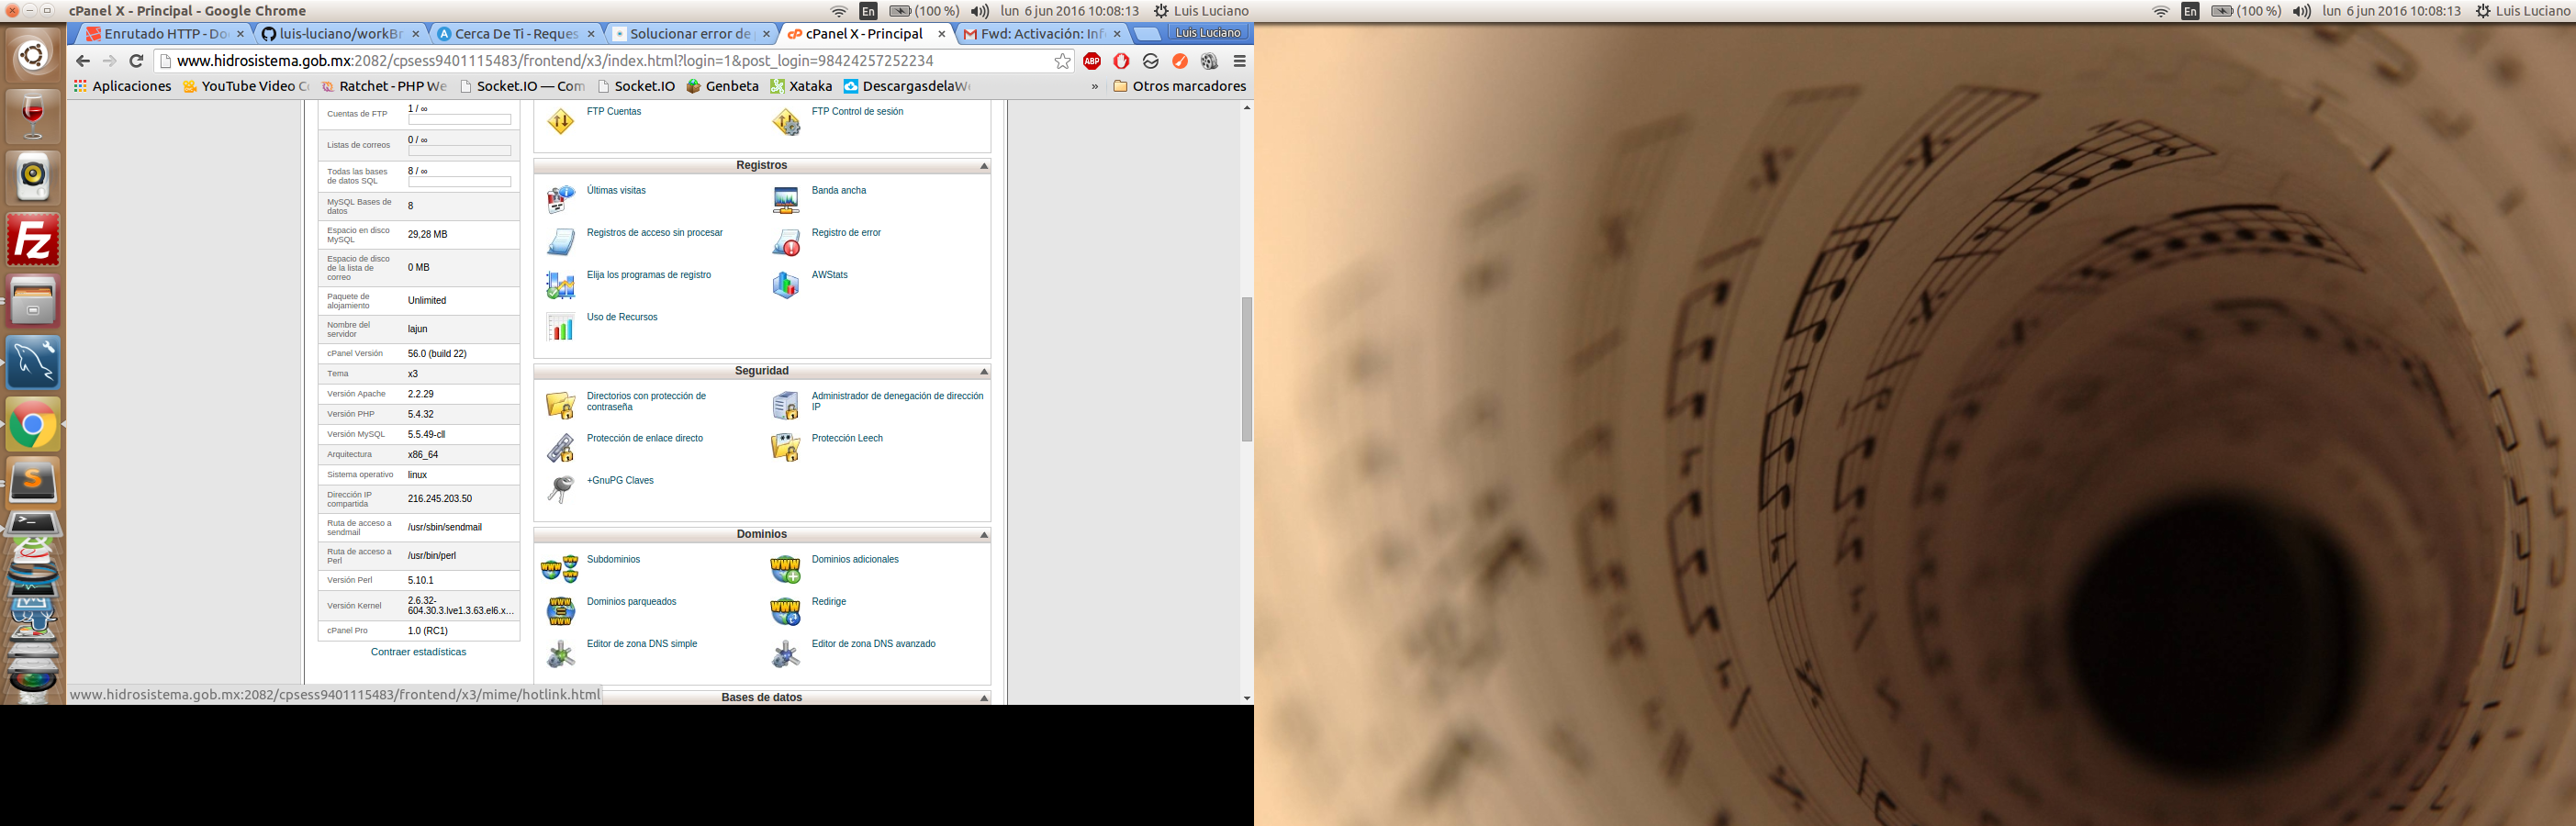 cPanel X - Principal - Google Chrome
En (100 %) lun 6 jun 2016 10:08:13 Luis Luciano
En (100 %) lun 6 jun 2016 10:08:13 Luis Luciano
Enrutado HTTP - Do
luis-luciano/workBr
Cerca De Ti - Reques
Solucionar error de
cPanel X - Principal
Fwd: Activación: Inf
Luis Luciano
www.hidrosistema.gob.mx:2082/cpsess9401115483/frontend/x3/index.html?login=1&post_login=98424257252234
ABP
Aplicaciones YouTube Video C Ratchet - PHP We Socket.IO — Com Socket.IO Genbeta Xataka DescargasdelaW » Otros marcadores
Cuentas de FTP 1 / ∞
Listas de correos 0 / ∞
Todas las bases de datos SQL 8 / ∞
MySQL Bases de datos 8
Espacio en disco MySQL 29,28 MB
Espacio de disco de la lista de correo 0 MB
Paquete de alojamiento Unlimited
Nombre del servidor lajun
cPanel Versión 56.0 (build 22)
Tema x3
Versión Apache 2.2.29
Versión PHP 5.4.32
Versión MySQL 5.5.49-cll
Arquitectura x86_64
Sistema operativo linux
Dirección IP compartida 216.245.203.50
Ruta de acceso a sendmail /usr/sbin/sendmail
Ruta de acceso a Perl /usr/bin/perl
Versión Perl 5.10.1
Versión Kernel 2.6.32-604.30.3.lve1.3.63.el6.x...
cPanel Pro 1.0 (RC1)
Contraer estadísticas
FTP Cuentas
FTP Control de sesión
Registros
Últimas visitas
Banda ancha
Registros de acceso sin procesar
Registro de error
Elija los programas de registro
AWStats
Uso de Recursos
Seguridad
Directorios con protección de contraseña
Administrador de denegación de dirección IP
Protección de enlace directo
Protección Leech
+GnuPG Claves
Dominios
Subdominios
Dominios adicionales
Dominios parqueados
Redirige
Editor de zona DNS simple
Editor de zona DNS avanzado
Bases de datos
www.hidrosistema.gob.mx:2082/cpsess9401115483/frontend/x3/mime/hotlink.html